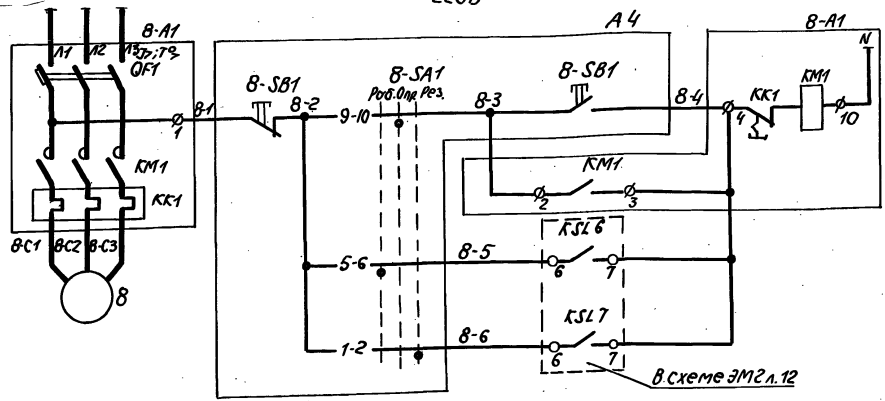 8-A1
A4
8-A1
Л1 Л2 Л3
QF1
8-SB1
8-SA1
Раб. Опр. Рез.
8-SB1
KK1
KM1
N
8-1
8-2
9-10
8-3
8-4
1
4
10
KM1
KM1
2
3
KK1
8-C1 8-C2 8-C3
KSL6
5-6
8-5
6
7
8
KSL7
1-2
8-6
6
7
В схеме ЭМ2 л.12